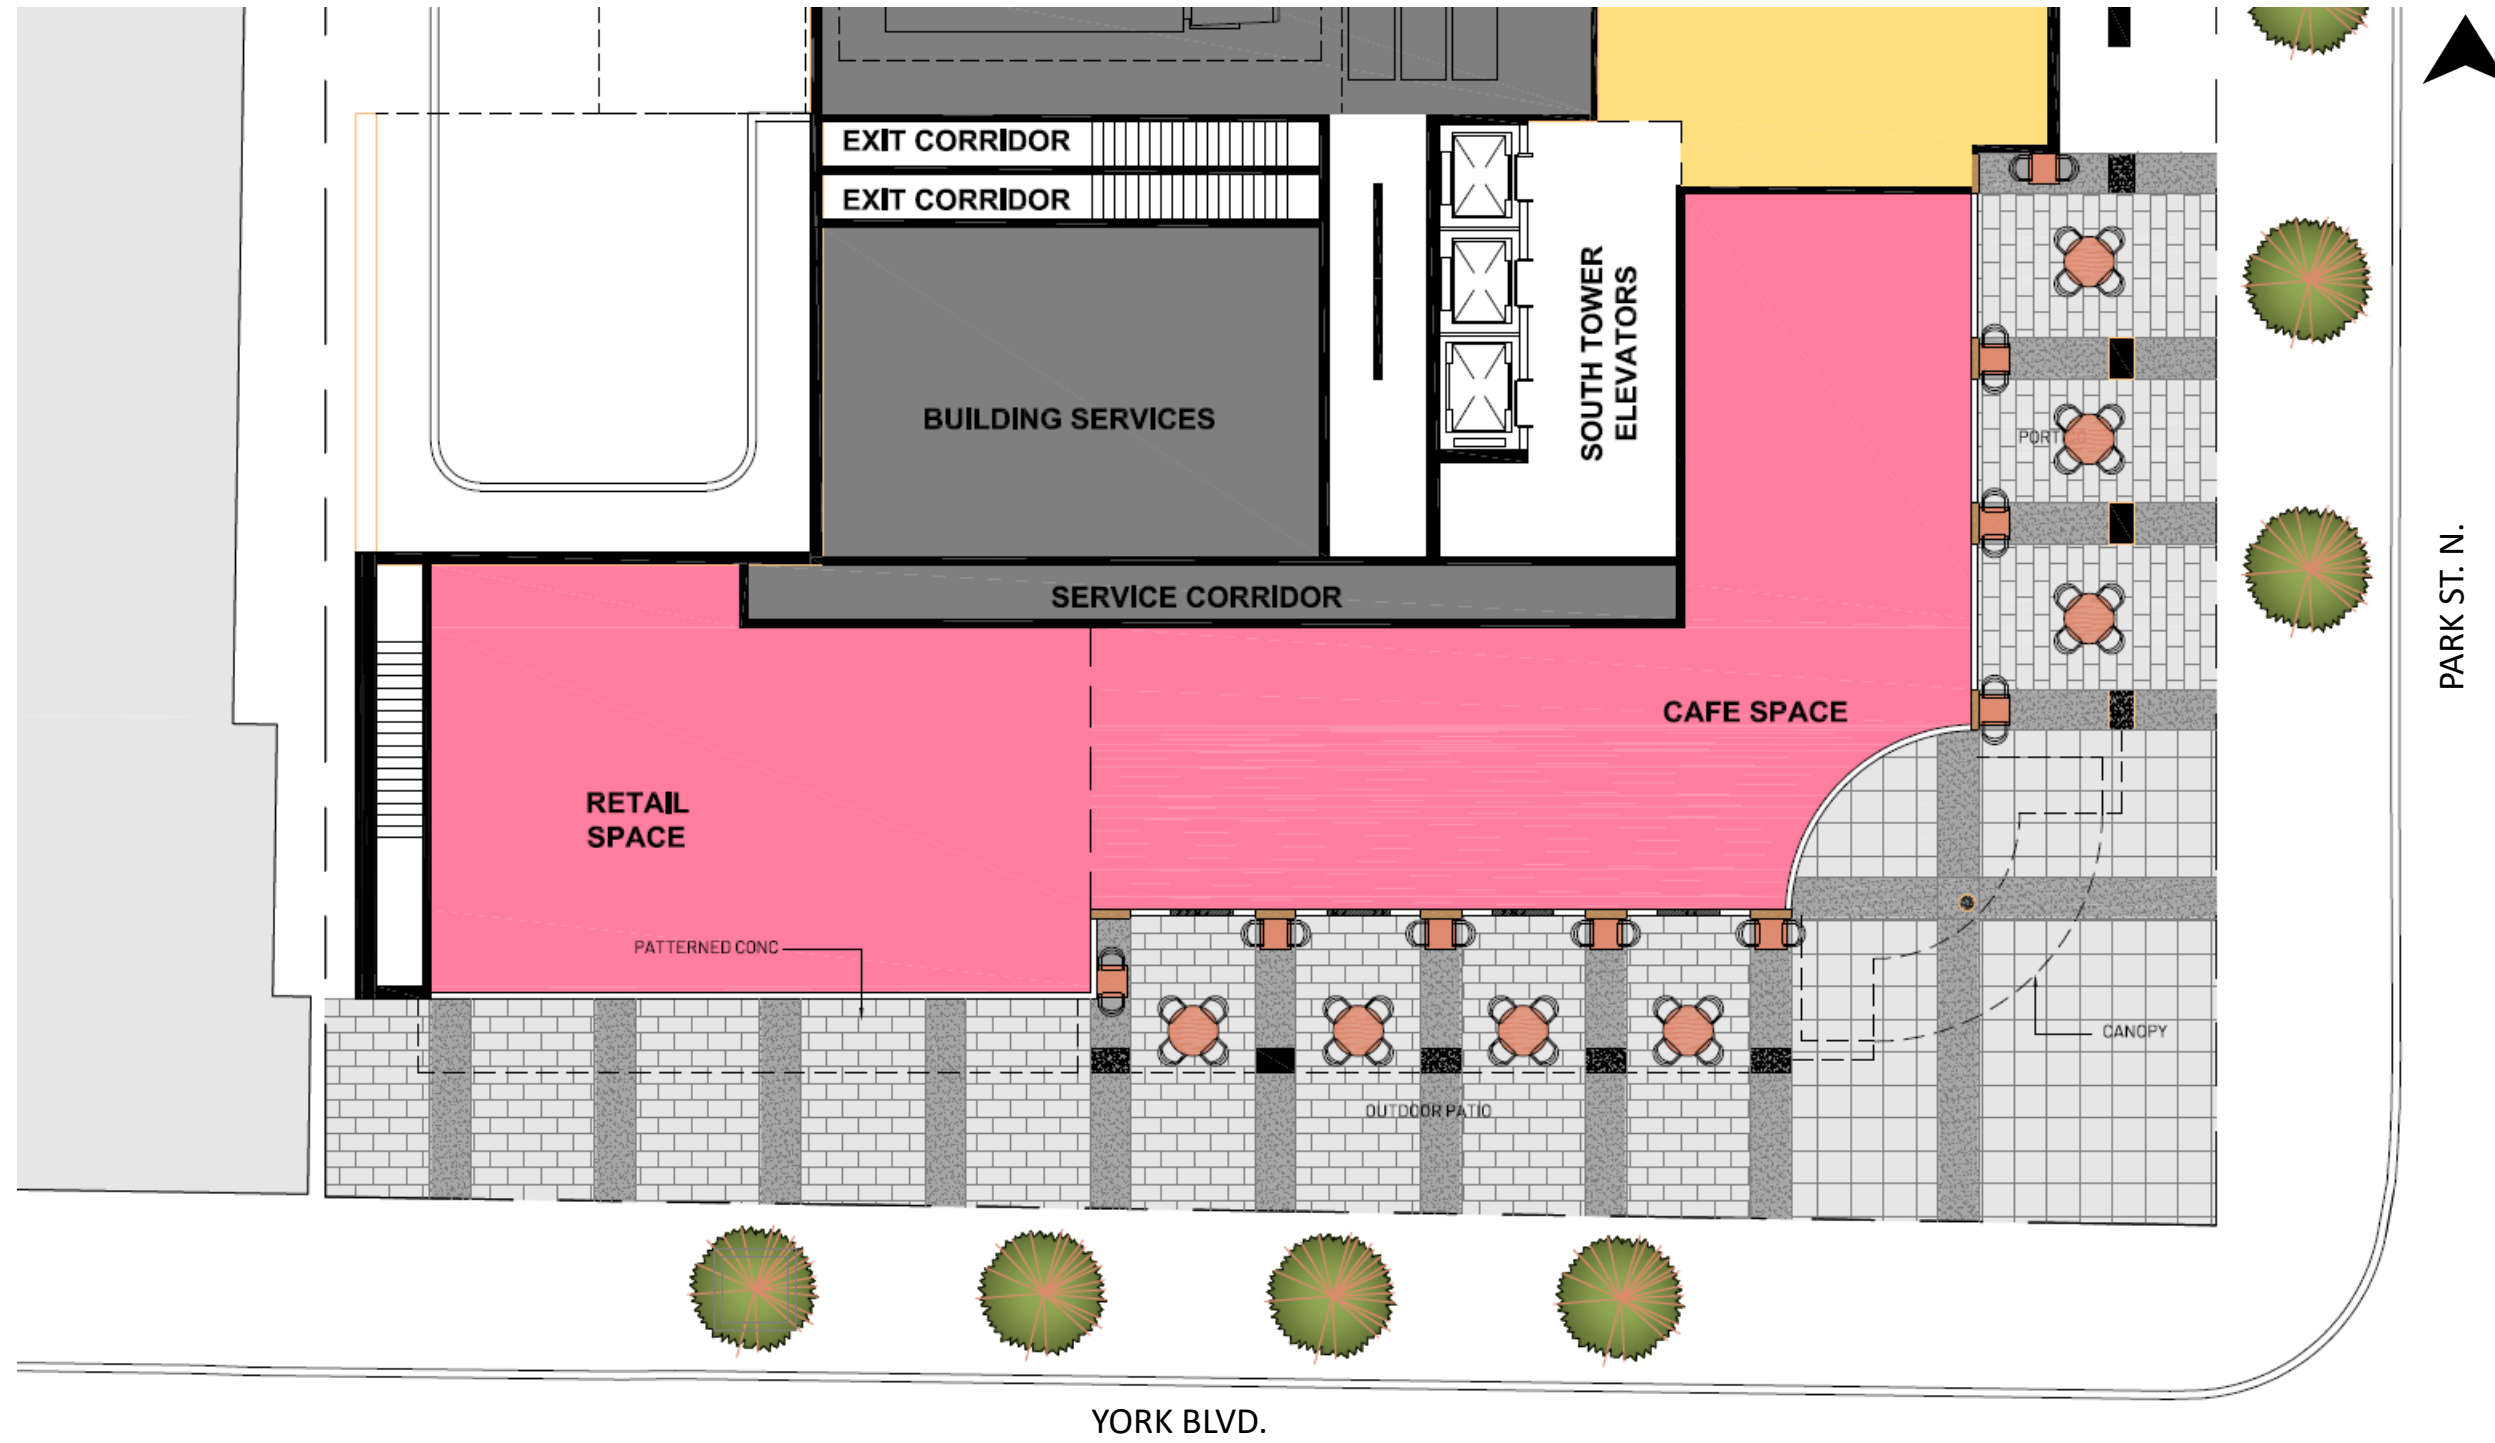 EXIT CORRIDOR
EXIT CORRIDOR
BUILDING SERVICES
SOUTH TOWER
ELEVATORS
SERVICE CORRIDOR
CAFE SPACE
RETAIL
SPACE
PATTERNED CONC
CANOPY
OUTDOOR PATIO
PARK ST. N.
YORK BLVD.